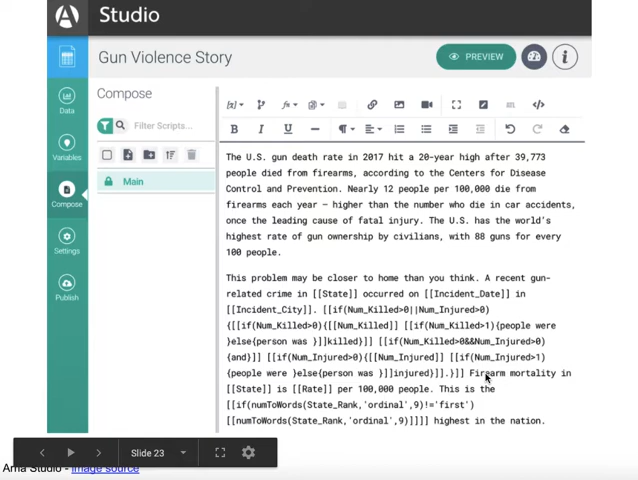 Studio
Gun Violence Story
PREVIEW
Data
Variables
Compose
Settings
Publish
Compose
Filter Scripts...
Main
The U.S. gun death rate in 2017 hit a 20-year high after 39,773
people died from firearms, according to the Centers for Disease
Control and Prevention. Nearly 12 people per 100,000 die from
firearms each year — higher than the number who die in car accidents,
once the leading cause of fatal injury. The U.S. has the world's
highest rate of gun ownership by civilians, with 88 guns for every
100 people.
This problem may be closer to home than you think. A recent gun-
related crime in [[State]] occurred on [[Incident_Date]] in
[[Incident_City]]. [[if(Num_Killed>0||Num_Injured>0)
{[[if(Num_Killed>0){[[Num_Killed]] [[if(Num_Killed>1){people were
}else{person was }]]killed}]] [[if(Num_Killed>0&&Num_Injured>0)
{and}]] [[if(Num_Injured>0){[[Num_Injured]] [[if(Num_Injured>1)
{people were }else{person was }]]injured}]].}]] Firearm mortality in
[[State]] is [[Rate]] per 100,000 people. This is the
[[if(numToWords(State_Rank,'ordinal',9)!='first')
[[numToWords(State_Rank,'ordinal',9)]]]] highest in the nation.
Slide 23
Arria Studio - Image source